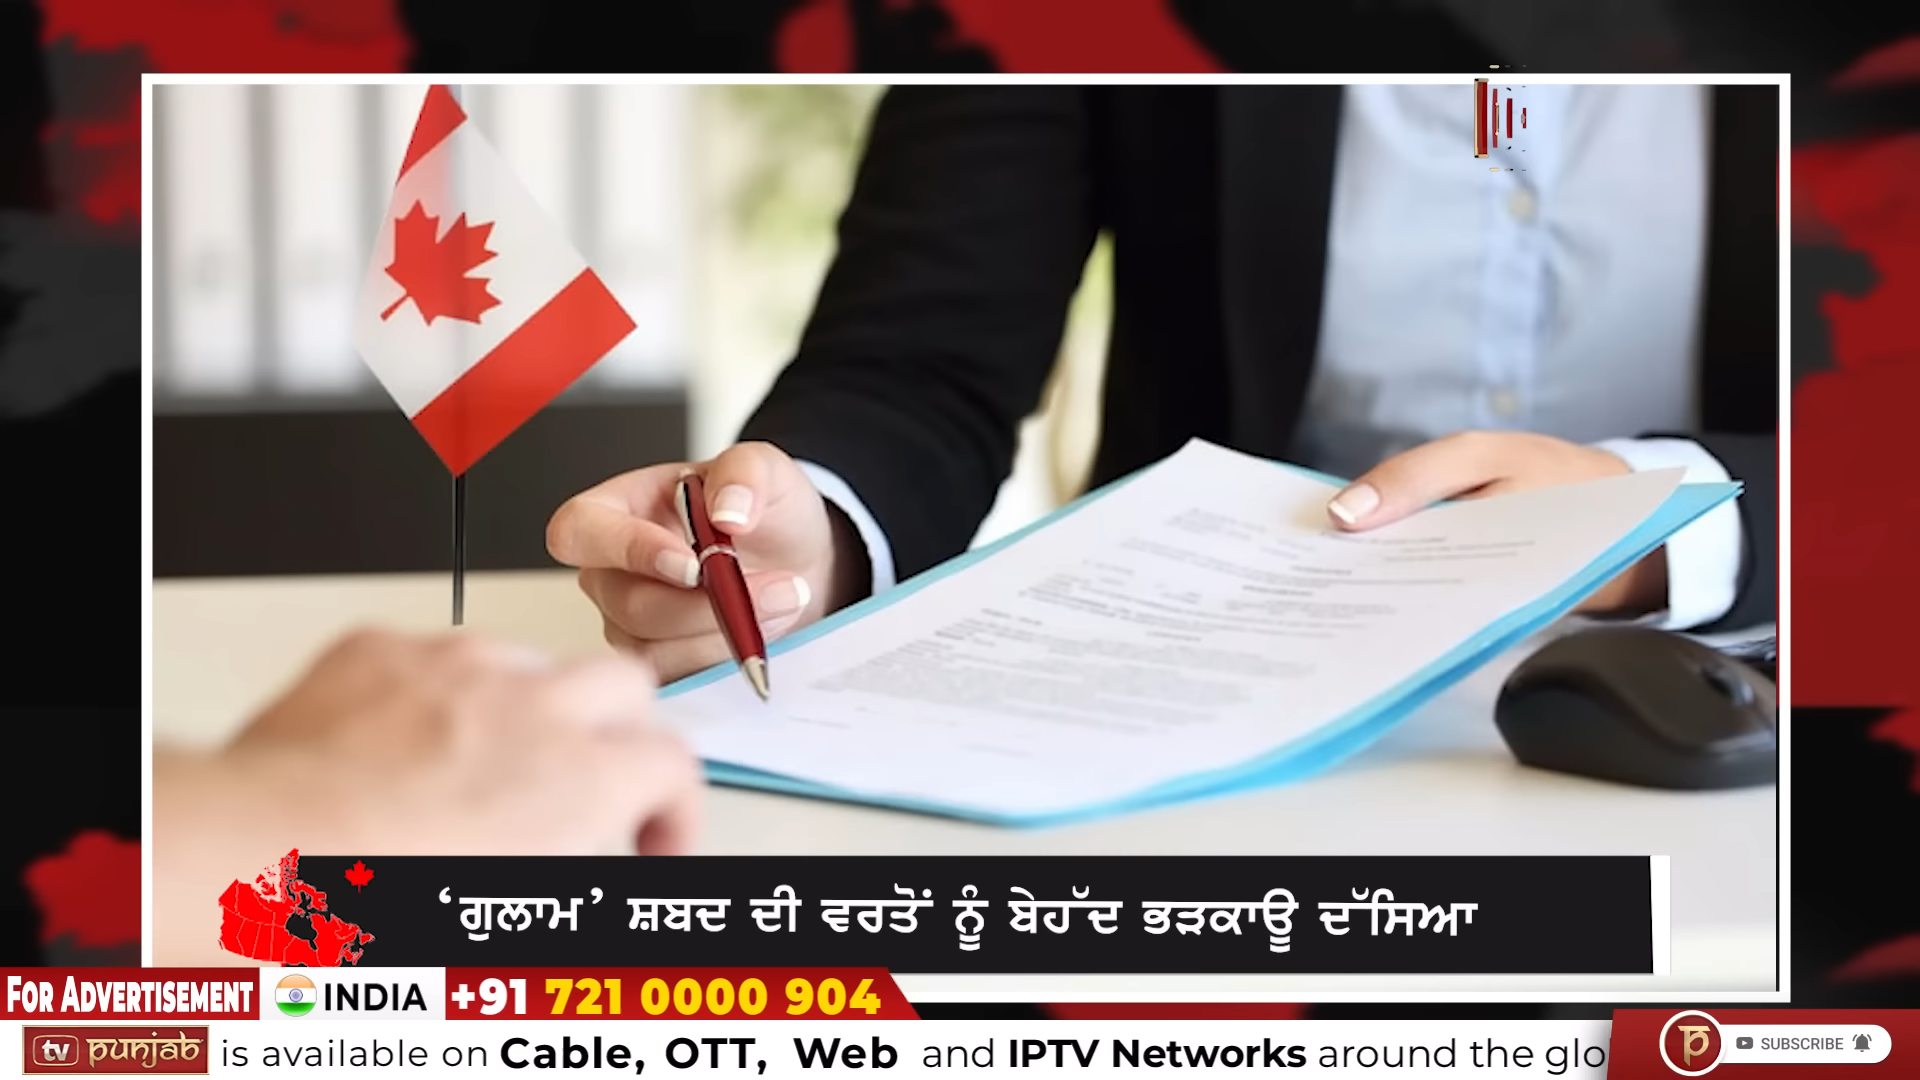 ‘ਗੁਲਾਮ’ ਸ਼ਬਦ ਦੀ ਵਰਤੋਂ ਨੂੰ ਬੇਹੱਦ ਭੜਕਾਊ ਦੱਸਿਆ
FOR ADVERTISEMENT INDIA +91 721 0000 904
tv punjab is available on Cable, OTT, Web and IPTV Networks around the glo
SUBSCRIBE